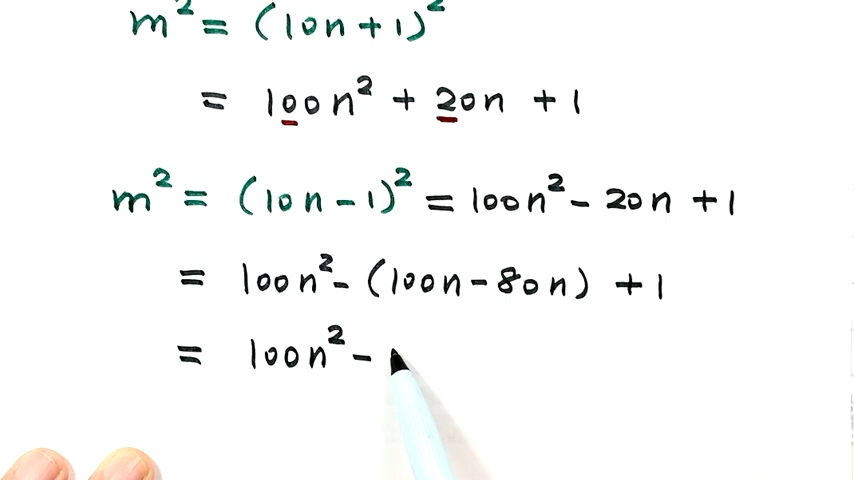 m² = (10n + 1)²
= 100n² + 20n + 1
m² = (10n - 1)² = 100n² - 20n + 1
= 100n² - (100n - 80n) + 1
= 100n² -